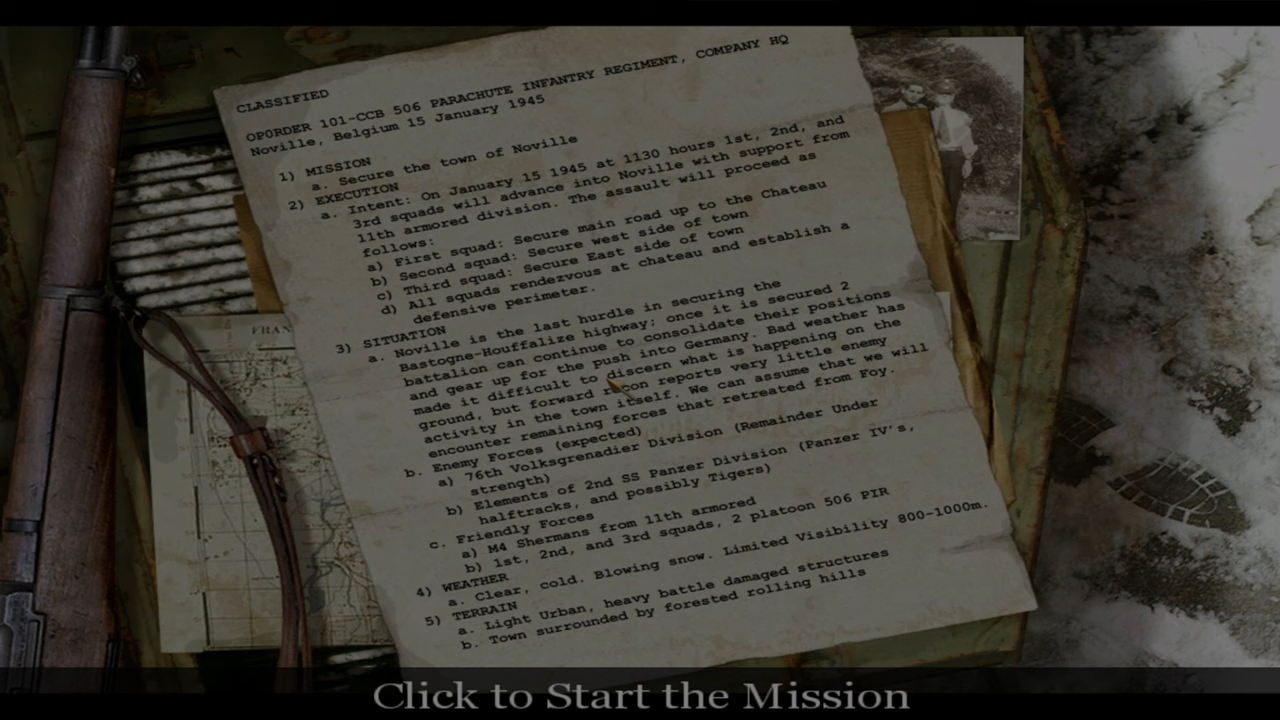 CLASSIFIED
OPORDER 101-CCB 506 PARACHUTE INFANTRY REGIMENT, COMPANY HQ
Noville, Belgium 15 January 1945
1) MISSION
a. Secure the town of Noville
2) EXECUTION
a. Intent: On January 15 1945 at 1130 hours 1st, 2nd, and
3rd squads will advance into Noville with support from
11th armored division. The assault will proceed as
follows:
a) First squad: Secure main road up to the Chateau
b) Second squad: Secure west side of town
c) Third squad: Secure East side of town
d) All squads rendezvous at chateau and establish a
defensive perimeter.
3) SITUATION
a. Noville is the last hurdle in securing the
Bastogne-Houffalize highway; once it is secured 2
battalion can continue to consolidate their positions
and gear up for the push into Germany. Bad weather has
made it difficult to discern what is happening on the
ground, but forward recon reports very little enemy
activity in the town itself. We can assume that we will
encounter remaining forces that retreated from Foy.
b. Enemy Forces (expected)
a) 76th Volksgrenadier Division (Remainder Under
strength)
b) Elements of 2nd SS Panzer Division (Panzer IV's,
halftracks, and possibly Tigers)
c. Friendly Forces
a) M4 Shermans from 11th armored
b) 1st, 2nd, and 3rd squads, 2 platoon 506 PIR
4) WEATHER
a. Clear, cold. Blowing snow. Limited Visibility 800-1000m.
5) TERRAIN
a. Light Urban, heavy battle damaged structures
b. Town surrounded by forested rolling hills
FRAN
Click to Start the Mission